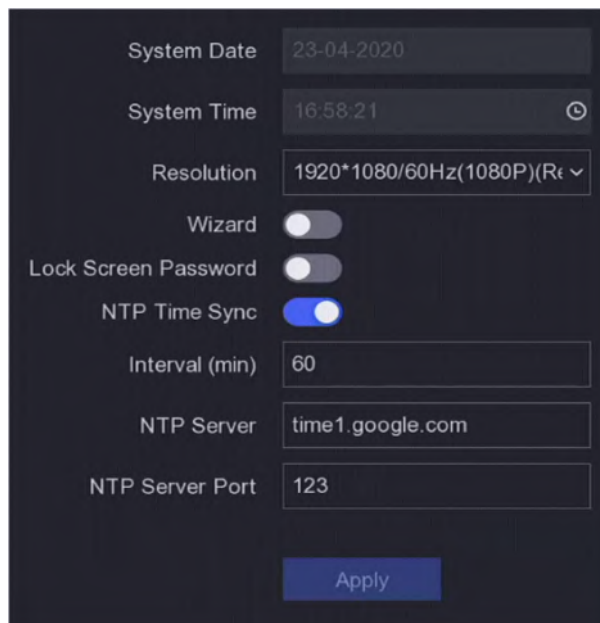 System Date 23-04-2020
System Time 16:58:21
Resolution 1920*1080/60Hz(1080P)(Re
Wizard
Lock Screen Password
NTP Time Sync
Interval (min) 60
NTP Server time1.google.com
NTP Server Port 123
Apply